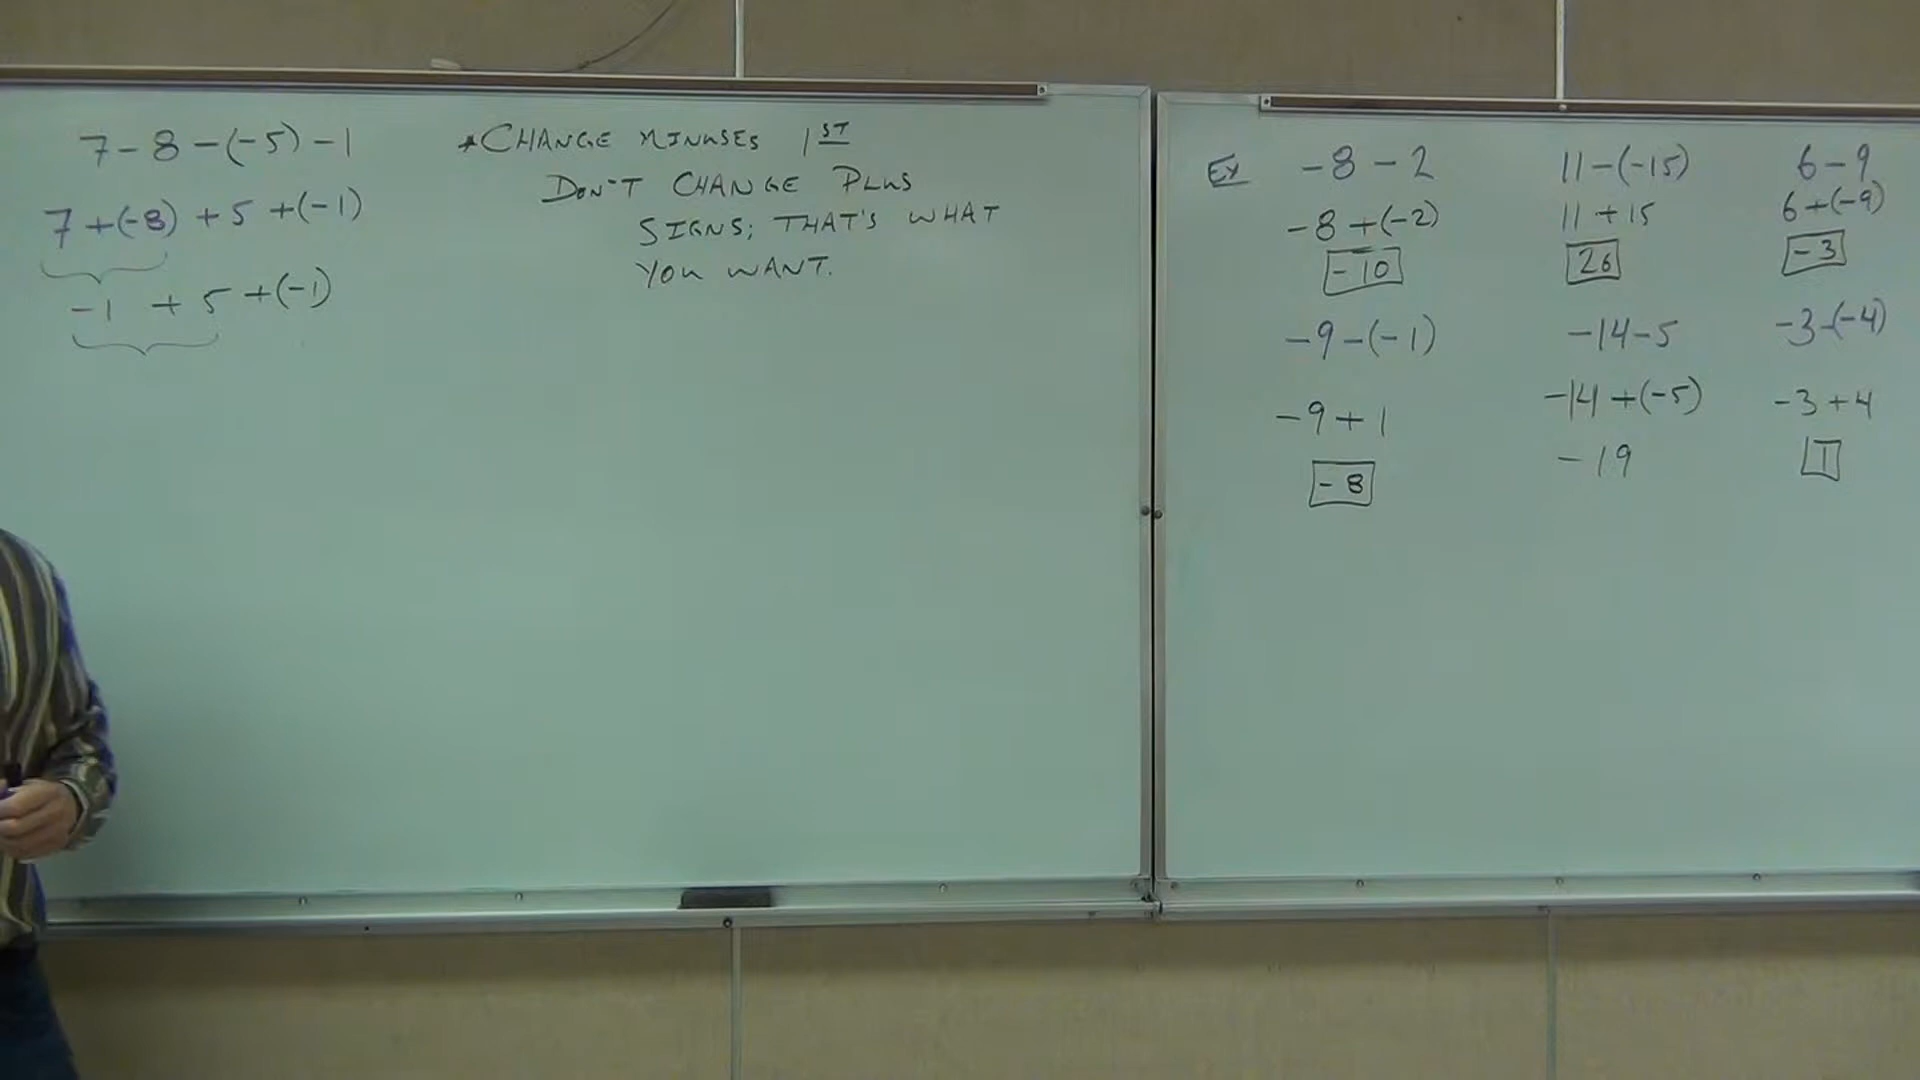 7 - 8 - (-5) - 1
7 + (-8) + 5 + (-1)
-1 + 5 + (-1)
*CHANGE MINUSES 1ST
DON'T CHANGE PLUS
SIGNS; THAT'S WHAT
YOU WANT.
EX -8 - 2
-8 + (-2)
-10
11 - (-15)
11 + 15
26
6 - 9
6 + (-9)
-3
-9 - (-1)
-9 + 1
-8
-14 - 5
-14 + (-5)
-19
-3 - (-4)
-3 + 4
1